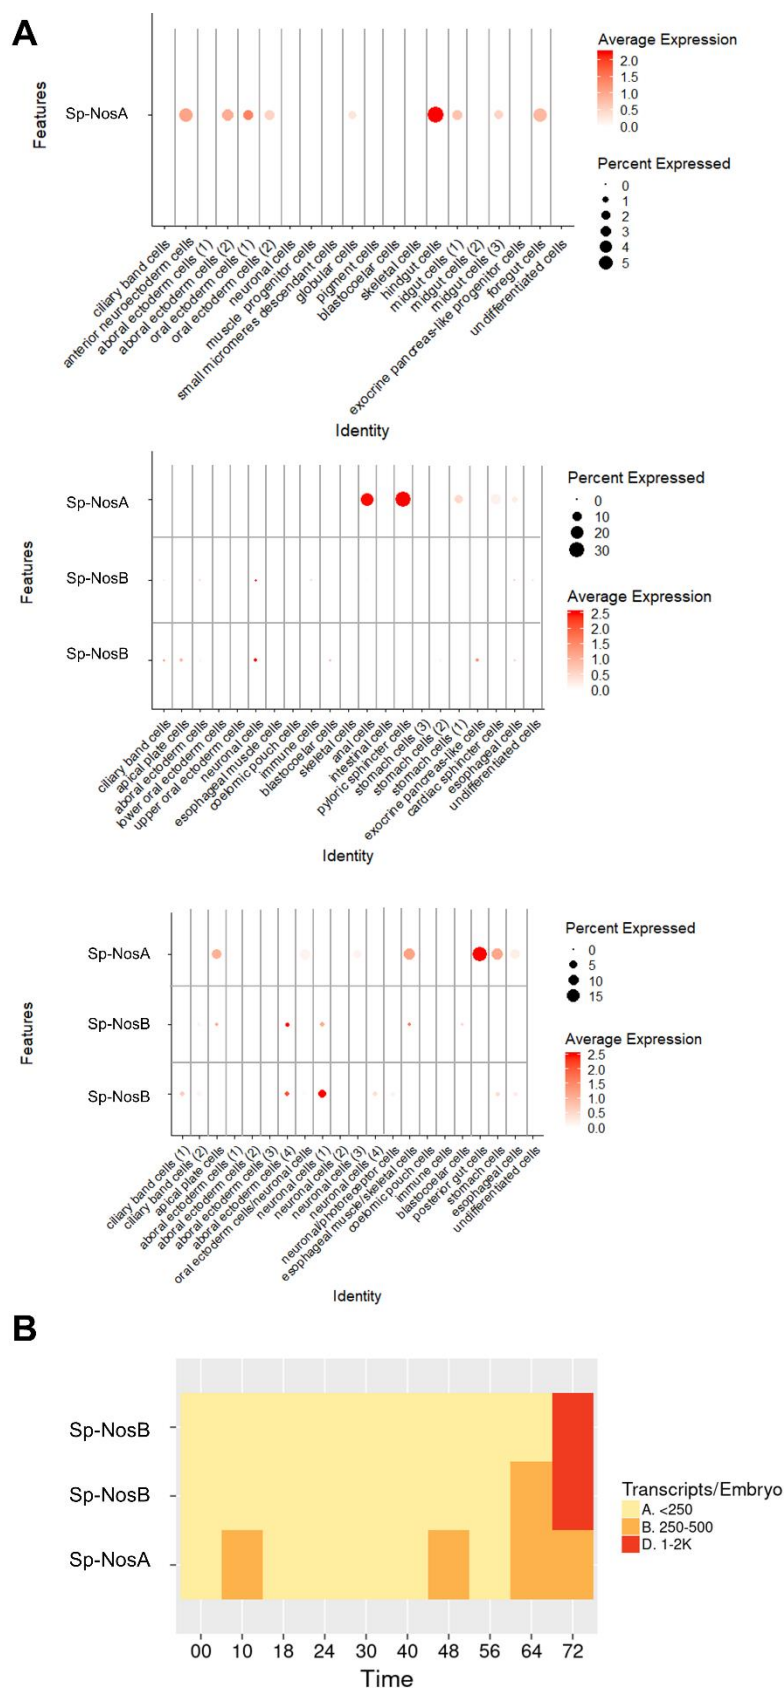 A
Average Expression
2.0
1.5
1.0
0.5
0.0
Features
Sp-NosA
Percent Expressed
0
1
2
3
4
5
ciliary band cells
anterior neuroectoderm cells
aboral ectoderm cells (1)
aboral ectoderm cells (2)
oral ectoderm cells (1)
oral ectoderm cells (2)
neuronal cells
muscle progenitor cells
small micromeres descendant cells
globular cells
pigment cells
blastocoelar cells
skeletal cells
hindgut cells
midgut cells (1)
midgut cells (2)
midgut cells (3)
exocrine pancreas-like progenitor cells
foregut cells
undifferentiated cells
Identity
Percent Expressed
0
10
20
30
Features
Sp-NosA
Sp-NosB
Sp-NosB
Average Expression
2.5
2.0
1.5
1.0
0.5
0.0
ciliary band cells
apical plate cells
aboral ectoderm cells
lower oral ectoderm cells
upper oral ectoderm cells
neuronal cells
esophageal muscle cells
coelomic pouch cells
immune cells
blastocoelar cells
skeletal cells
anal cells
intestinal cells
pyloric sphincter cells
stomach cells (3)
stomach cells (2)
stomach cells (1)
exocrine pancreas-like cells
cardiac sphincter cells
esophageal cells
undifferentiated cells
Identity
Percent Expressed
0
5
10
15
Features
Sp-NosA
Sp-NosB
Sp-NosB
Average Expression
2.5
2.0
1.5
1.0
0.5
0.0
ciliary band cells (1)
ciliary band cells (2)
apical plate cells
aboral ectoderm cells (1)
aboral ectoderm cells (2)
aboral ectoderm cells (3)
aboral ectoderm cells (4)
oral ectoderm cells/neuronal cells
neuronal cells (1)
neuronal cells (2)
neuronal cells (3)
neuronal cells (4)
neuronal/photoreceptor cells
esophageal muscle/skeletal cells
coelomic pouch cells
immune cells
blastocoelar cells
posterior gut cells
stomach cells
esophageal cells
undifferentiated cells
Identity
B
Sp-NosB
Sp-NosB
Sp-NosA
Transcripts/Embryo
A. <250
B. 250-500
D. 1-2K
00 10 18 24 30 40 48 56 64 72
Time